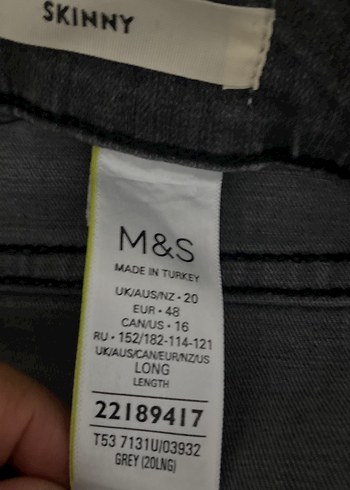 SKINNY
M&S
MADE IN TURKEY
UK/AUS/NZ • 20
EUR • 48
CAN/US • 16
RU • 152/182-114-121
UK/AUS/CAN/EUR/NZ/US
LONG
LENGTH
22189417
T53 7131U/03932
GREY (20LNG)